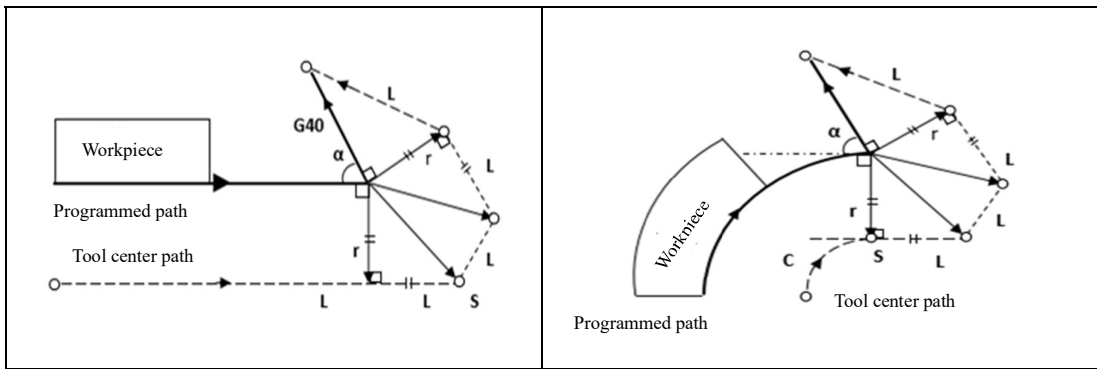 L
G40
α
r
L
Workpiece
Programmed path
Tool center path
r
L
L
L
S
L
α
r
L
Workpiece
r
L
C
S
L
Tool center path
Programmed path